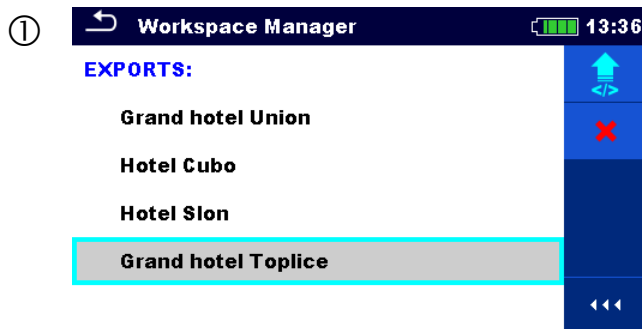 ①
Workspace Manager 13:36
EXPORTS:
</>
Grand hotel Union
Hotel Cubo
Hotel Slon
Grand hotel Toplice